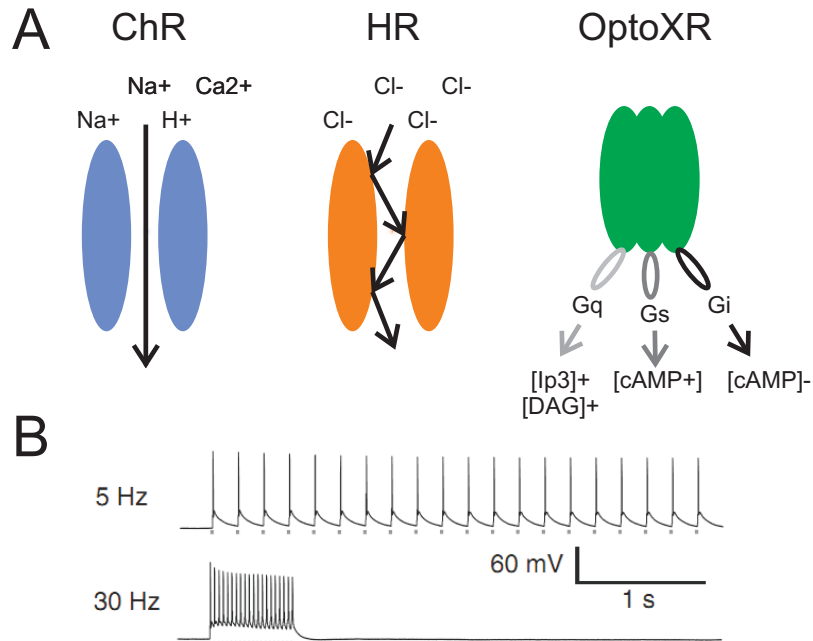 A
ChR
HR
OptoXR
Na+ Ca2+
Na+ H+
Cl- Cl-
Cl- Cl-
Gq
Gs
Gi
[Ip3]+ [cAMP+] [cAMP]-
[DAG]+
B
5 Hz
60 mV
1 s
30 Hz